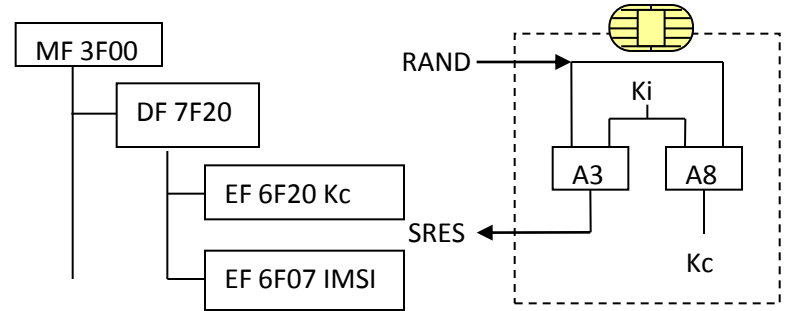 MF 3F00
DF 7F20
EF 6F20 Kc
EF 6F07 IMSI
RAND
Ki
A3
A8
SRES
Kc